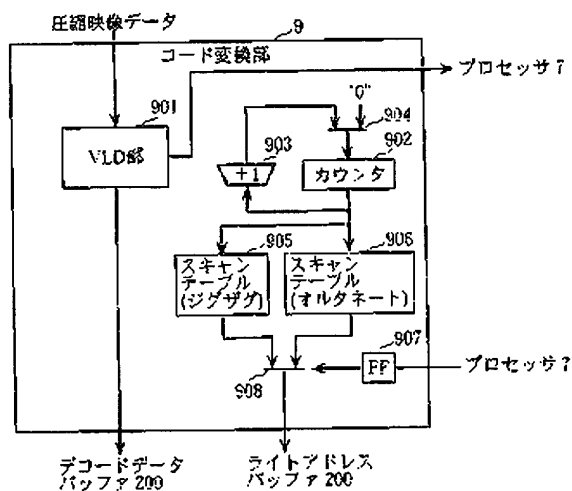 圧縮映像データ
9
コード変換部
プロセッサ7
901
VLD部
"0"
904
903
+1
902
カウンタ
905
スキャン
テーブル
(ジグザグ)
906
スキャン
テーブル
(オルタネート)
907
FF
プロセッサ7
908
デコードデータ
バッファ200
ライトアドレス
バッファ200